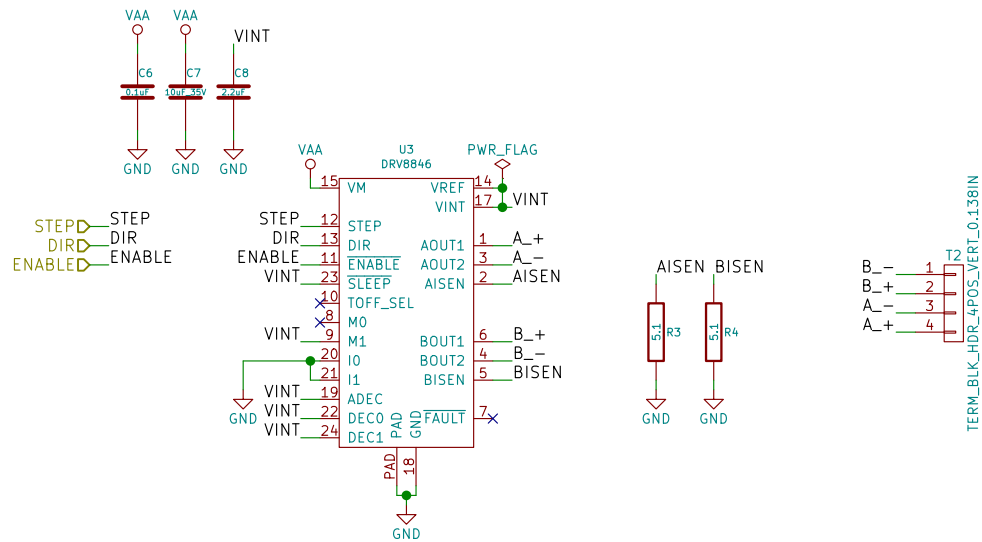 VAA
VAA
VINT
C6
0.1uF
C7
10uF_35V
C8
2.2uF
GND
GND
GND
STEP
STEP
DIR
DIR
ENABLE
ENABLE
VAA
U3
DRV8846
PWR_FLAG
15 VM
VREF 14
VINT 17
VINT
STEP 12 STEP
DIR 13 DIR
AOUT1 1 A_+
ENABLE 11 ENABLE
AOUT2 3 A_-
VINT 23 SLEEP
AISEN 2 AISEN
10 TOFF_SEL
8 M0
VINT 9 M1
BOUT1 6 B_+
20 I0
BOUT2 4 B_-
21 I1
BISEN 5 BISEN
VINT 19 ADEC
VINT 22 DEC0
FAULT 7
VINT 24 DEC1
PAD
GND
PAD
18
GND
GND
AISEN
5.1
R3
GND
BISEN
5.1
R4
GND
T2
B_- 1
B_+ 2
A_- 3
A_+ 4
TERM_BLK_HDR_4POS_VERT_0.138IN